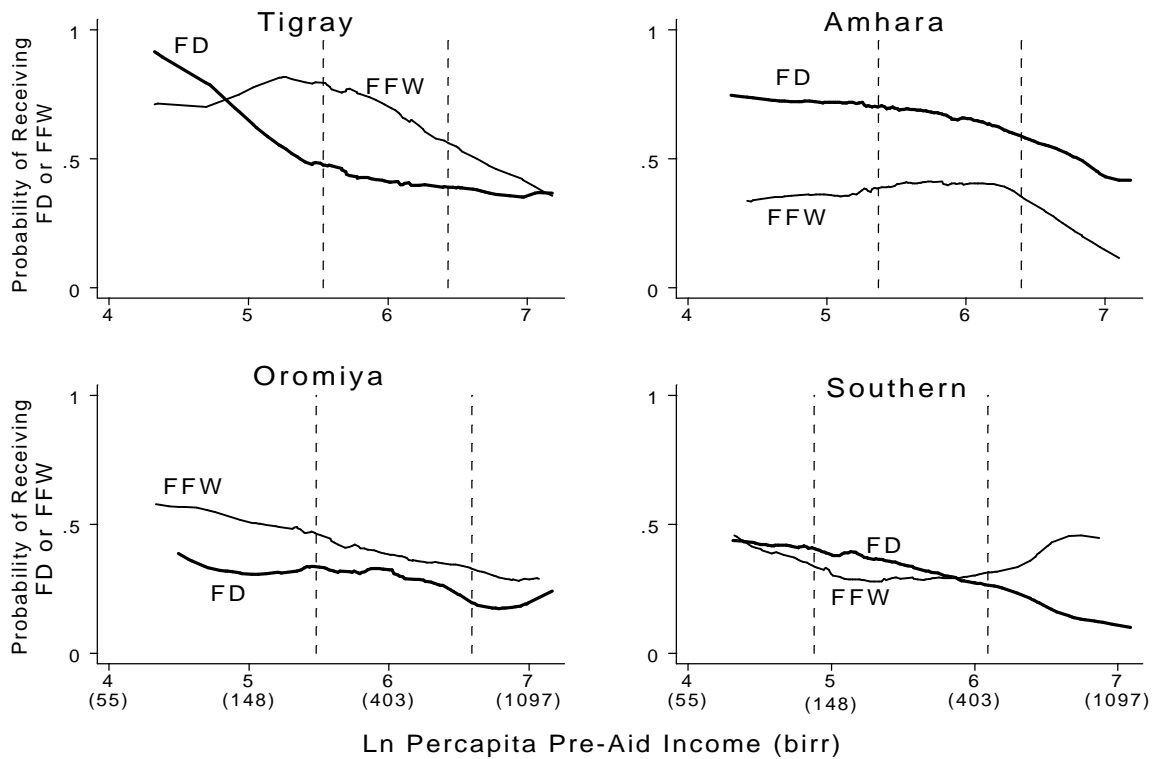 Tigray
Amhara
Probability of Receiving
FD or FFW
1
.5
0
FD
FFW
4
5
6
7
1
.5
0
FD
FFW
4
5
6
7
Oromiya
Southern
Probability of Receiving
FD or FFW
1
.5
0
FFW
FD
4
(55)
5
(148)
6
(403)
7
(1097)
1
.5
0
FD
FFW
4
(55)
5
(148)
6
(403)
7
(1097)
Ln Percapita Pre-Aid Income (birr)